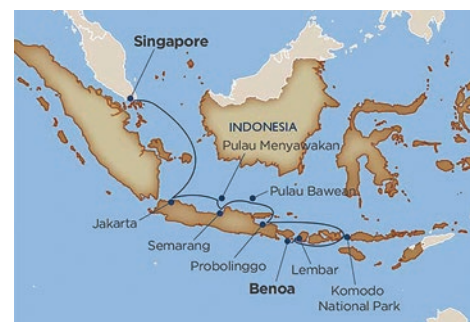 Singapore
INDONESIA
Pulau Menyawakan
Pulau Bawean
Jakarta
Semarang
Probolinggo
Lembar
Benoa
Komodo
National Park